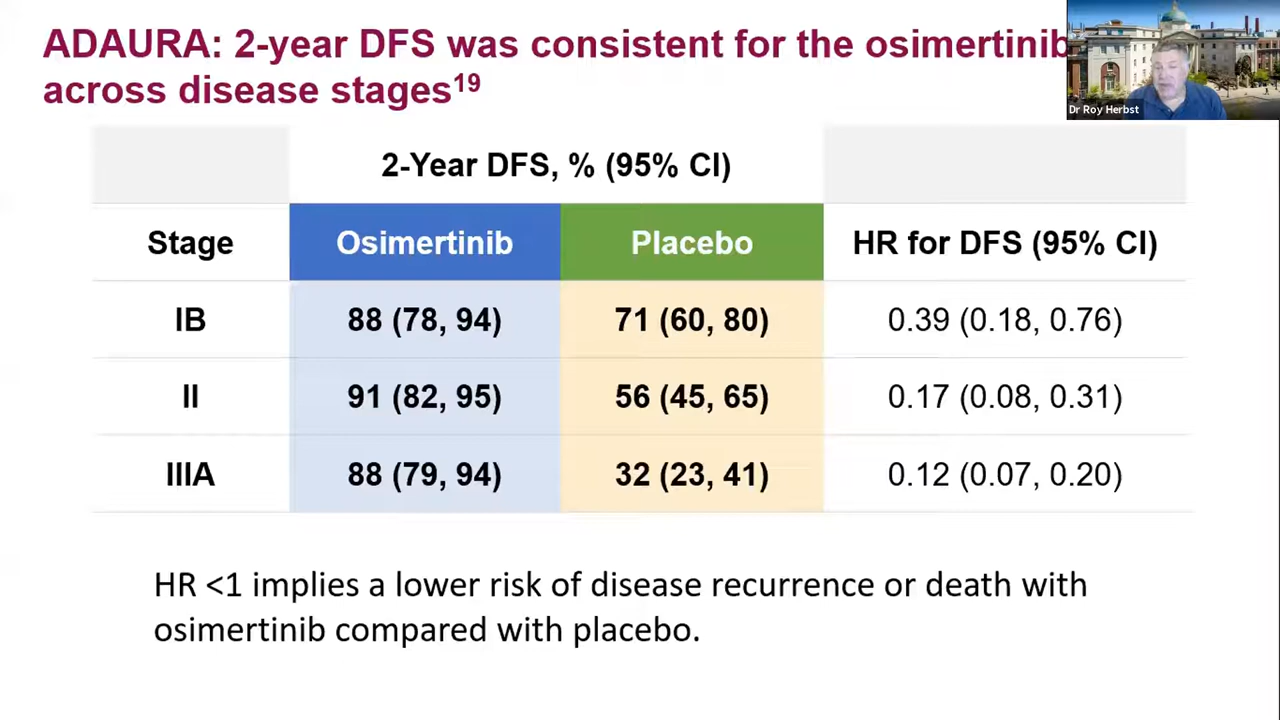 ADAURA: 2-year DFS was consistent for the osimertinib
across disease stages19
Dr Roy Herbst
2-Year DFS, % (95% CI)
Stage Osimertinib Placebo HR for DFS (95% CI)
IB 88 (78, 94) 71 (60, 80) 0.39 (0.18, 0.76)
II 91 (82, 95) 56 (45, 65) 0.17 (0.08, 0.31)
IIIA 88 (79, 94) 32 (23, 41) 0.12 (0.07, 0.20)
HR <1 implies a lower risk of disease recurrence or death with
osimertinib compared with placebo.